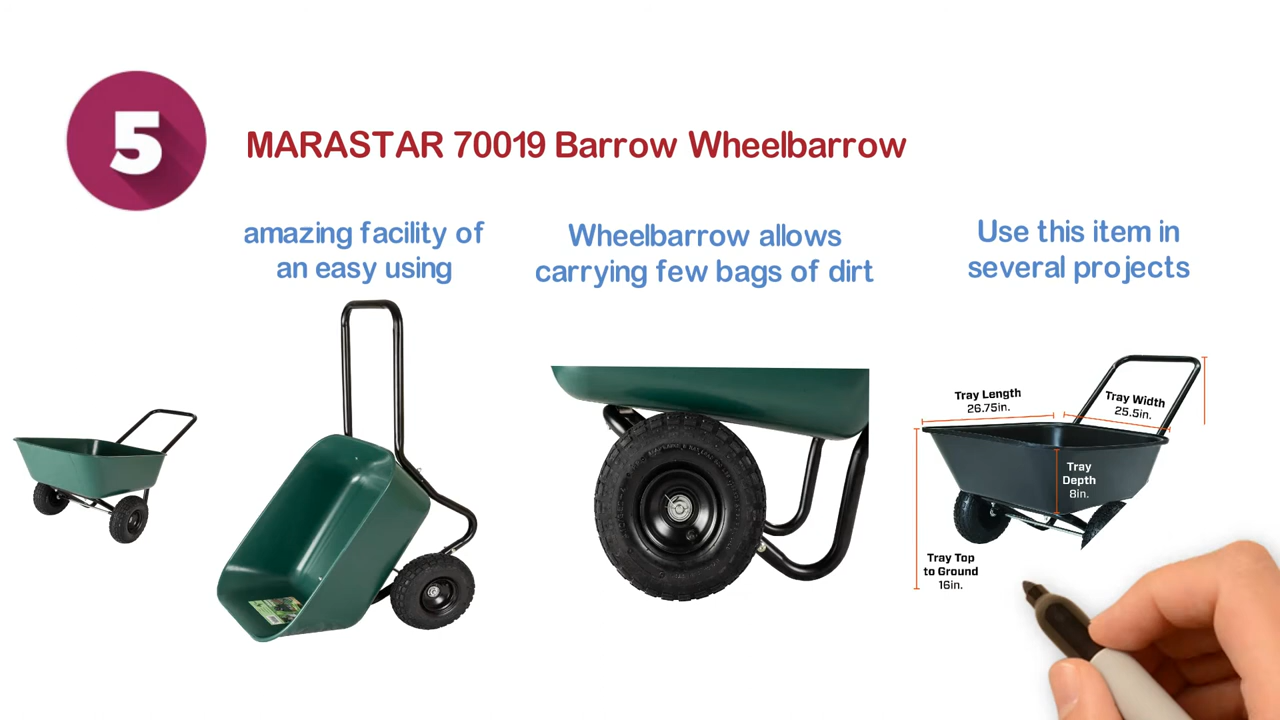 5
MARASTAR 70019 Barrow Wheelbarrow
amazing facility of
an easy using
Wheelbarrow allows
carrying few bags of dirt
Use this item in
several projects
Tray Length
26.75in.
Tray Width
25.5in.
Tray
Depth
8in.
Tray Top
to Ground
16in.